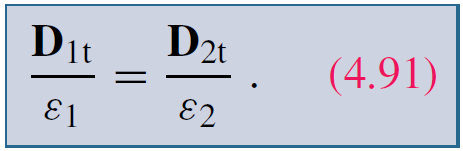 D1t / ε1 = D2t / ε2 . (4.91)